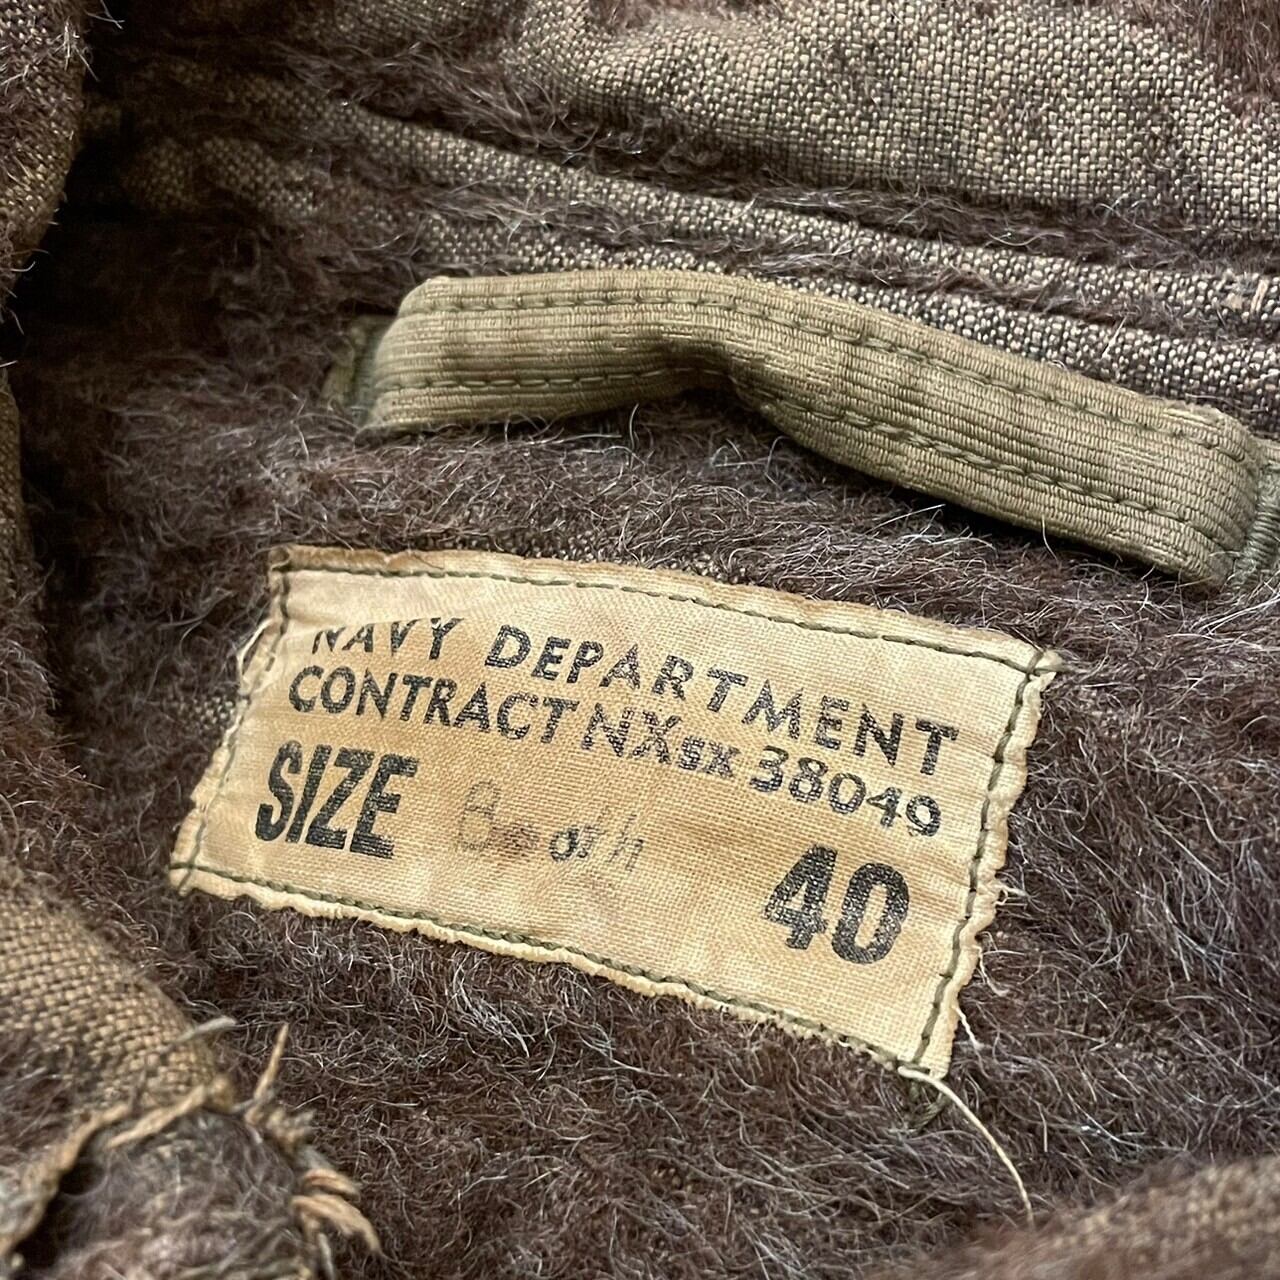 NAVY DEPARTMENT
CONTRACT NXsx 38049
SIZE 40